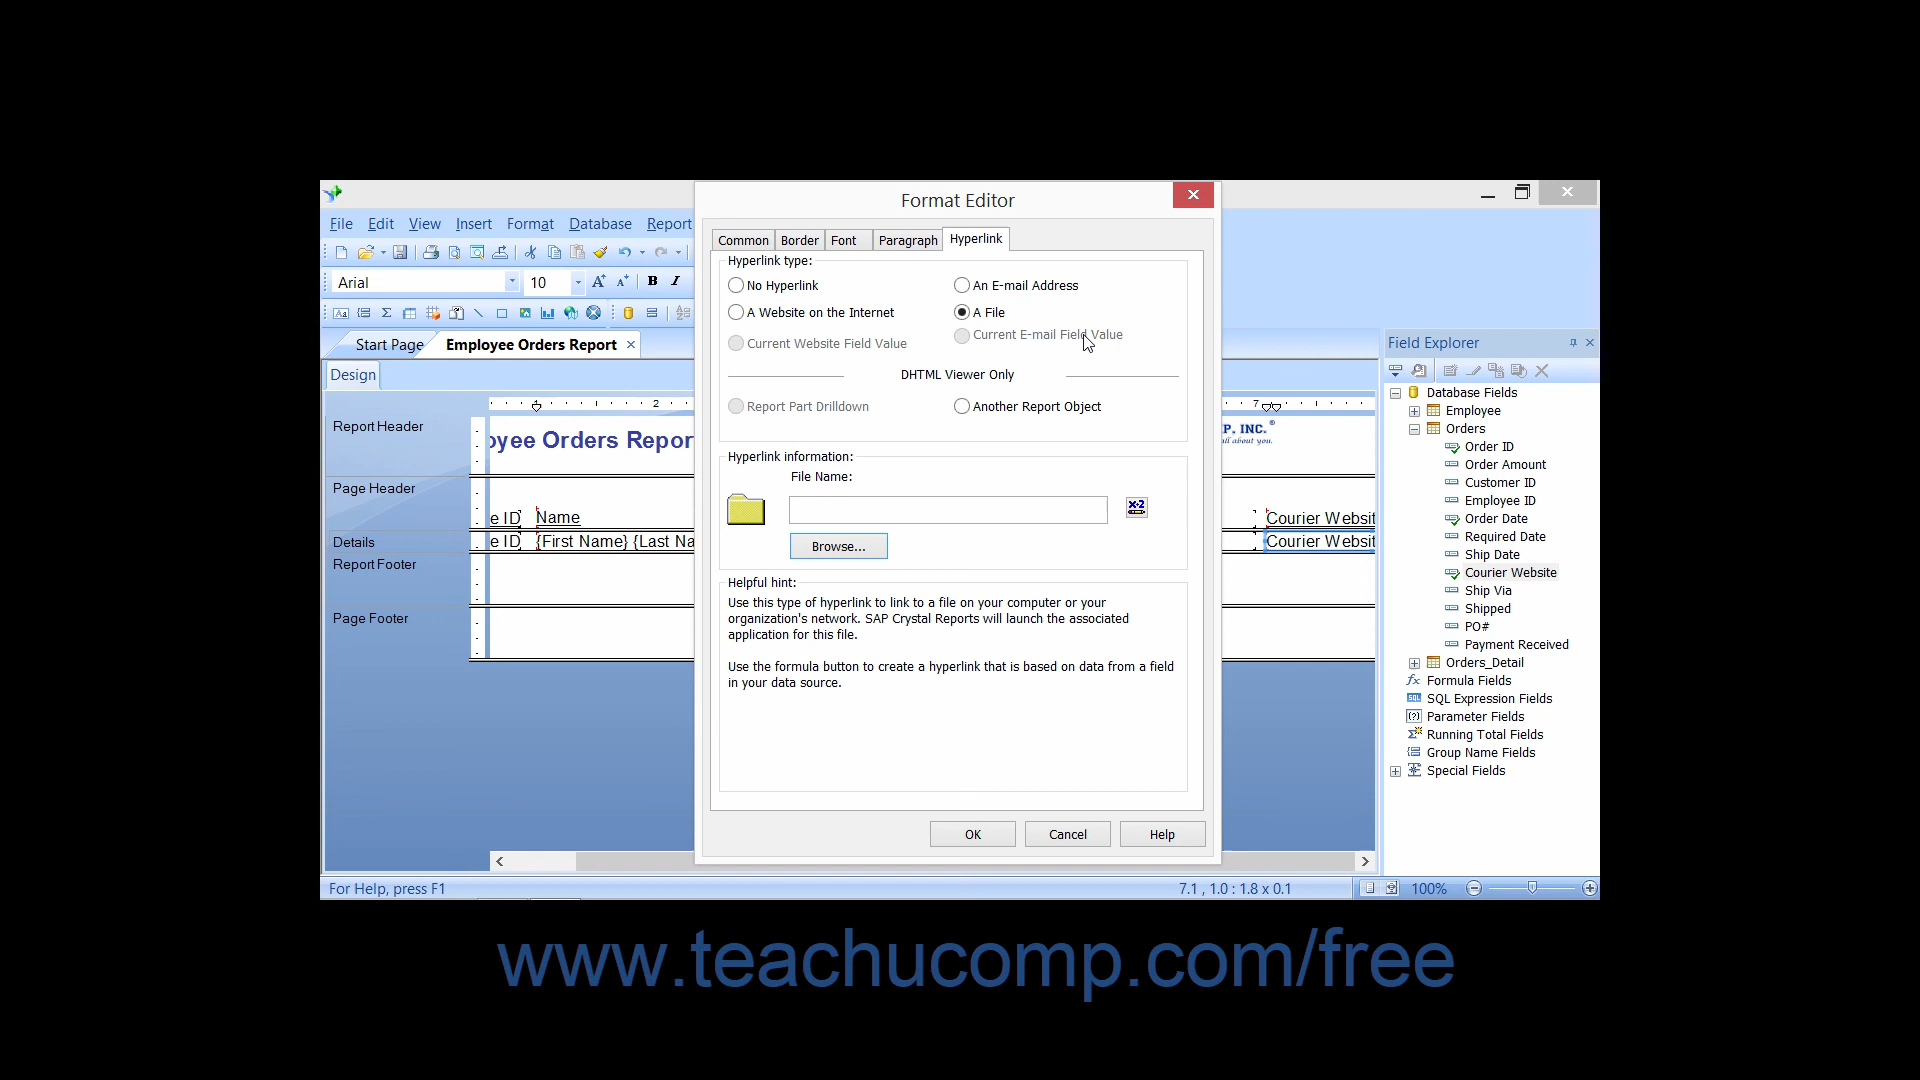 Format Editor
File Edit View Insert Format Database Report
Common Border Font Paragraph Hyperlink
Arial 10 B I
Hyperlink type:
No Hyperlink An E-mail Address
A Website on the Internet A File
Current Website Field Value Current E-mail Field Value
DHTML Viewer Only
Report Part Drilldown Another Report Object
Start Page Employee Orders Report
Design
2 7
Report Header
oyee Orders Repor
P, INC.®
all about you.
Page Header
e ID Name Courier Websit
Details
e ID {First Name} {Last Na Courier Websit
Report Footer
Page Footer
Hyperlink information:
File Name:
X-2
Browse...
Helpful hint:
Use this type of hyperlink to link to a file on your computer or your
organization's network. SAP Crystal Reports will launch the associated
application for this file.
Use the formula button to create a hyperlink that is based on data from a field
in your data source.
OK Cancel Help
Field Explorer
Database Fields
Employee
Orders
Order ID
Order Amount
Customer ID
Employee ID
Order Date
Required Date
Ship Date
Courier Website
Ship Via
Shipped
PO#
Payment Received
Orders_Detail
Formula Fields
SQL Expression Fields
Parameter Fields
Running Total Fields
Group Name Fields
Special Fields
For Help, press F1 7.1 , 1.0 : 1.8 x 0.1 100%
www.teachucomp.com/free